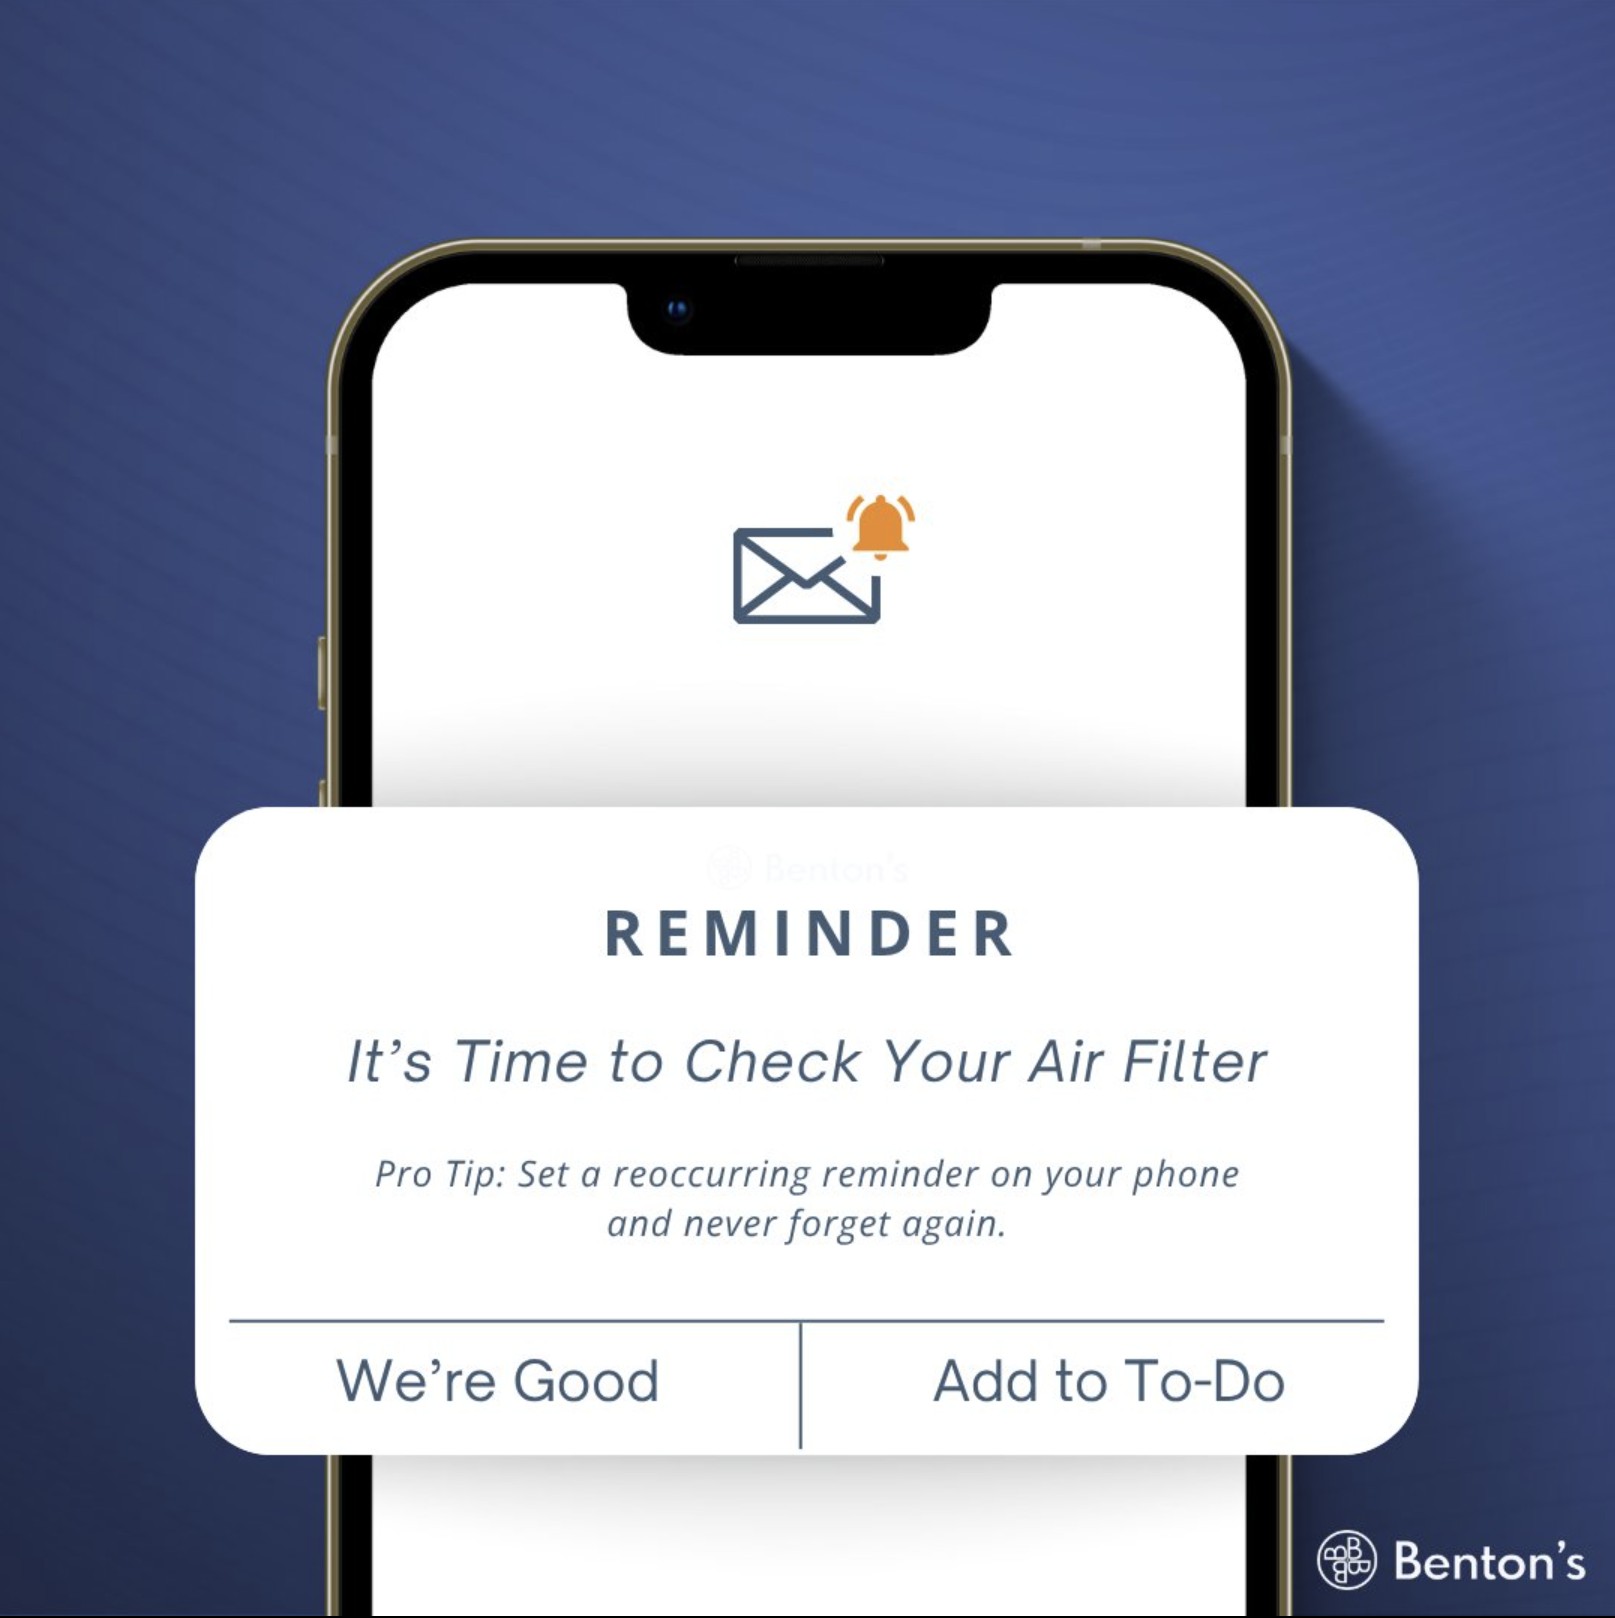 Benton's
REMINDER
It's Time to Check Your Air Filter
Pro Tip: Set a reoccurring reminder on your phone
and never forget again.
We're Good
Add to To-Do
Benton's